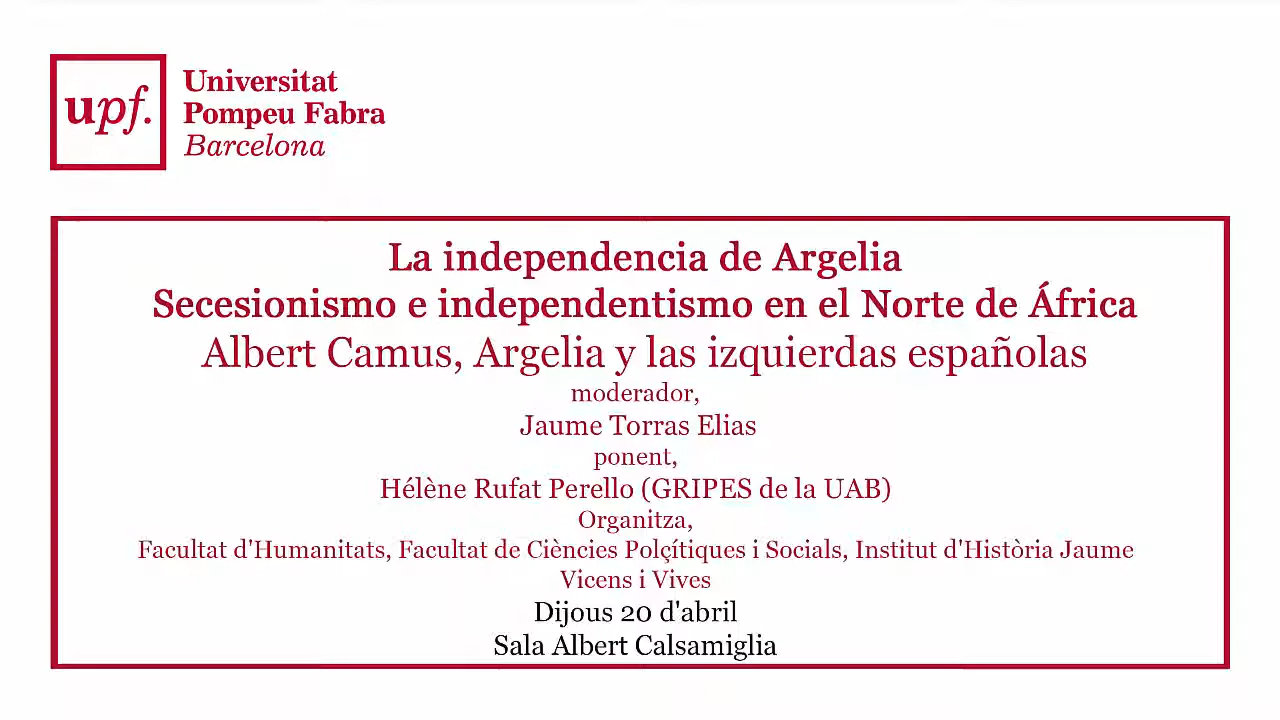 upf.
Universitat
Pompeu Fabra
Barcelona
La independencia de Argelia
Secesionismo e independentismo en el Norte de África
Albert Camus, Argelia y las izquierdas españolas
moderador,
Jaume Torras Elias
ponent,
Hélène Rufat Perello (GRIPES de la UAB)
Organitza,
Facultat d'Humanitats, Facultat de Ciències Polçítiques i Socials, Institut d'Història Jaume
Vicens i Vives
Dijous 20 d'abril
Sala Albert Calsamiglia